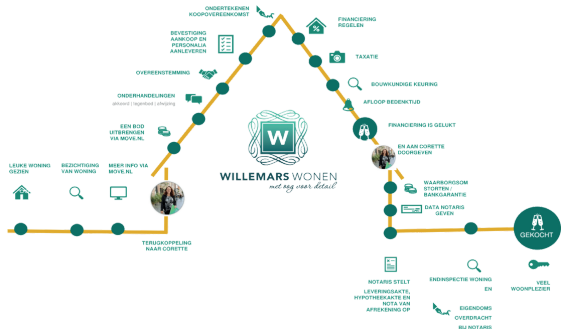 LEUKE WONING
GEZIEN
BEZICHTIGING
VAN WONING
MEER INFO VIA
MOVE.NL
TERUGKOPPELING
NAAR CORETTE
EEN BOD
UITBRENGEN
VIA MOVE.NL
ONDERHANDELINGEN
akkoord | tegenbod | afwijzing
OVEREENSTEMMING
BEVESTIGING
AANKOOP EN
PERSONALIA
AANLEVEREN
ONDERTEKENEN
KOOPOVEREENKOMST
FINANCIERING
REGELEN
TAXATIE
BOUWKUNDIGE KEURING
AFLOOP BEDENKTIJD
FINANCIERING IS GELUKT
EN AAN CORETTE
DOORGEVEN
W
WILLEMARS WONEN
met oog voor detail
WAARBORGSOM
STORTEN /
BANKGARANTIE
DATA NOTARIS
GEVEN
NOTARIS STELT
LEVERINGSAKTE,
HYPOTHEEKAKTE EN
NOTA VAN
AFREKENING OP
ENDINSPECTIE WONING
EN
EIGENDOMS
OVERDRACHT
BIJ NOTARIS
GEKOCHT
VEEL
WOONPLEZIER